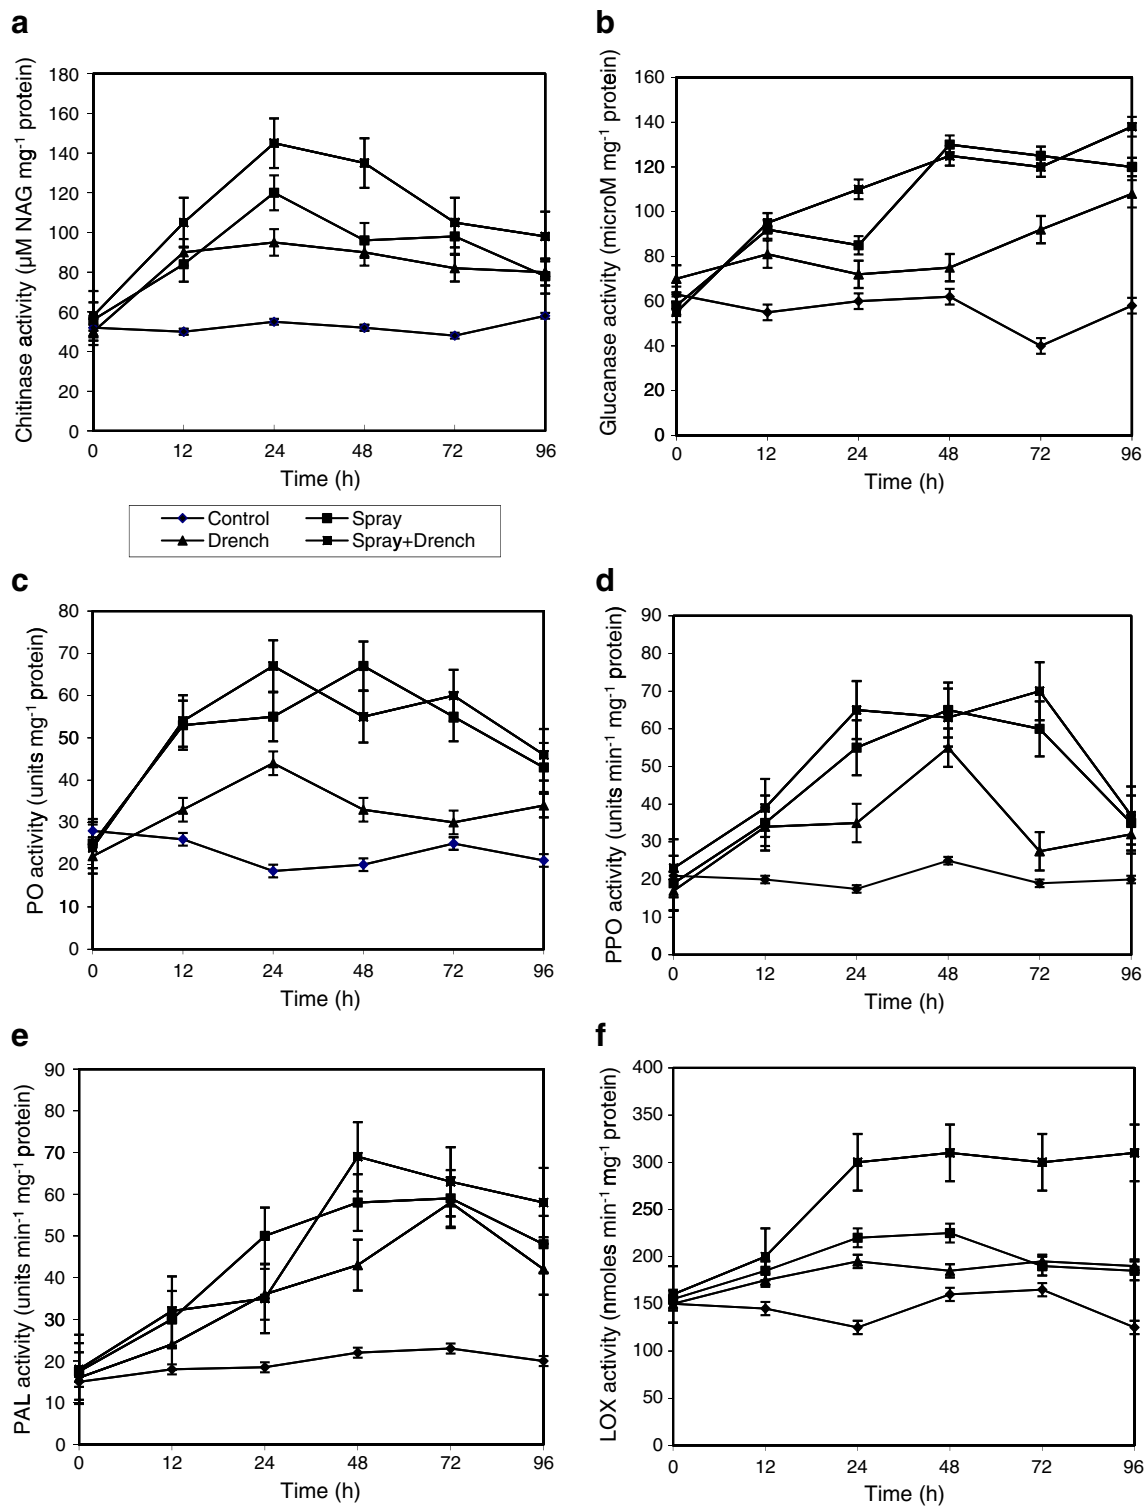 a
Chitinase activity (µM NAG mg⁻¹ protein)
180
160
140
120
100
80
60
40
20
0
0 12 24 48 72 96
Time (h)
b
Glucanase activity (microM mg⁻¹ protein)
160
140
120
100
80
60
40
20
0
0 12 24 48 72 96
Time (h)
Control Spray
Drench Spray+Drench
c
PO activity (units mg⁻¹ protein)
80
70
60
50
40
30
20
10
0
0 12 24 48 72 96
Time (h)
d
PPO activity (units min⁻¹ mg⁻¹ protein)
90
80
70
60
50
40
30
20
10
0
0 12 24 48 72 96
Time (h)
e
PAL activity (units min⁻¹ mg⁻¹ protein)
90
80
70
60
50
40
30
20
10
0
0 12 24 48 72 96
Time (h)
f
LOX activity (nmoles min⁻¹ mg⁻¹ protein)
400
350
300
250
200
150
100
50
0
0 12 24 48 72 96
Time (h)